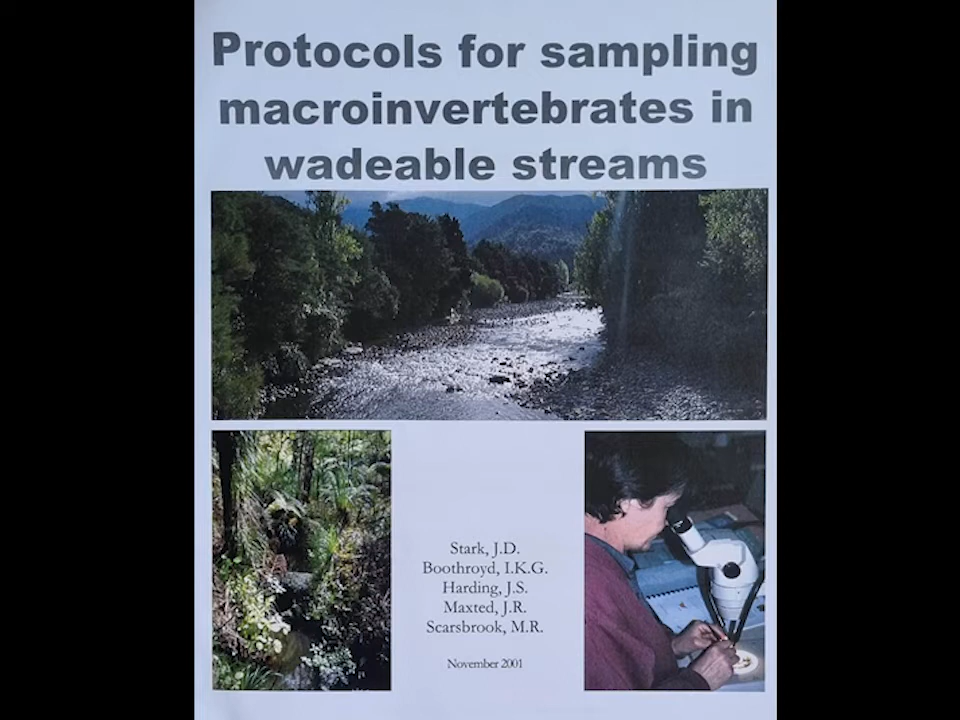 Protocols for sampling
macroinvertebrates in
wadeable streams
Stark, J.D.
Boothroyd, I.K.G.
Harding, J.S.
Maxted, J.R.
Scarsbrook, M.R.
November 2001